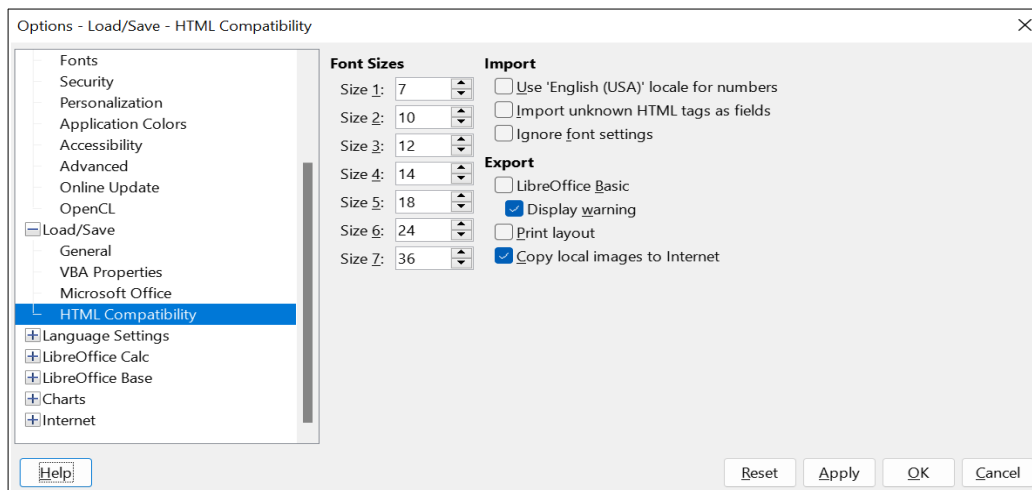 Options - Load/Save - HTML Compatibility
Fonts
Security
Personalization
Application Colors
Accessibility
Advanced
Online Update
OpenCL
Load/Save
General
VBA Properties
Microsoft Office
HTML Compatibility
Language Settings
LibreOffice Calc
LibreOffice Base
Charts
Internet
Font Sizes
Size 1: 7
Size 2: 10
Size 3: 12
Size 4: 14
Size 5: 18
Size 6: 24
Size 7: 36
Import
Use 'English (USA)' locale for numbers
Import unknown HTML tags as fields
Ignore font settings
Export
LibreOffice Basic
Display warning
Print layout
Copy local images to Internet
Help
Reset
Apply
OK
Cancel